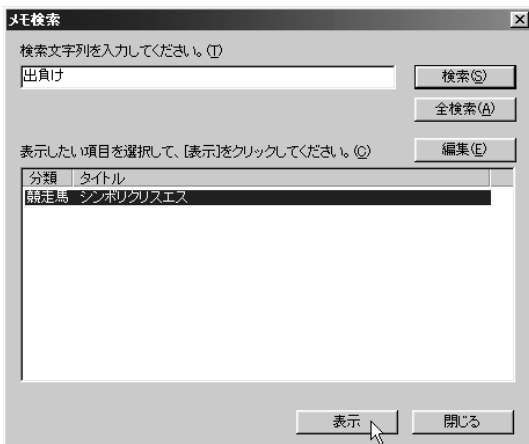 メモ検索
検索文字列を入力してください。(T)
出負け
検索(S)
全検索(A)
表示したい項目を選択して、[表示]をクリックしてください。(C)
編集(E)
分類 タイトル
競走馬 シンボリクリスエス
表示
閉じる